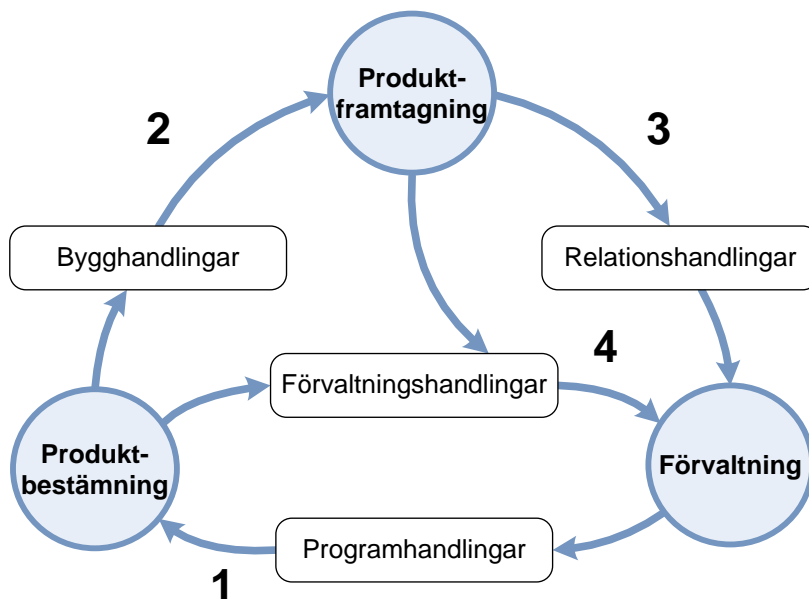 Produkt-
framtagning
2
3
Bygghandlingar
Relationshandlingar
4
Förvaltningshandlingar
Produkt-
bestämning
Förvaltning
Programhandlingar
1